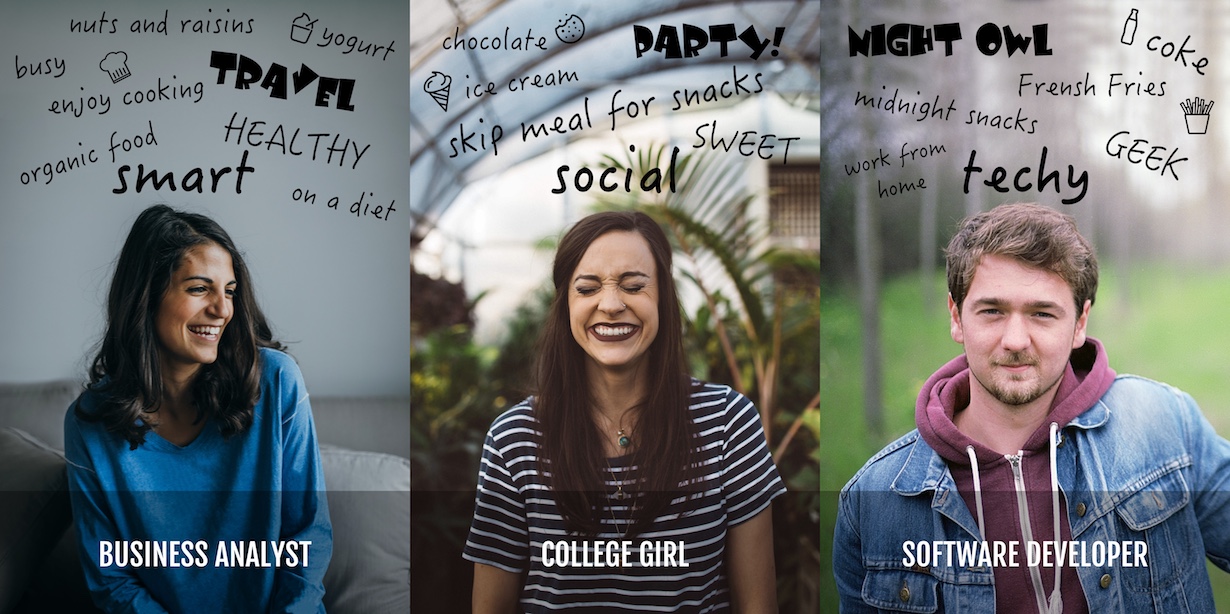 nuts and raisins
yogurt
busy
TRAVEL
enjoy cooking
HEALTHY
organic food
smart
on a diet
BUSINESS ANALYST
chocolate
PARTY!
ice cream
skip meal for snacks
SWEET
social
COLLEGE GIRL
NIGHT OWL
coke
Frensh Fries
midnight snacks
GEEK
work from
home
techy
SOFTWARE DEVELOPER